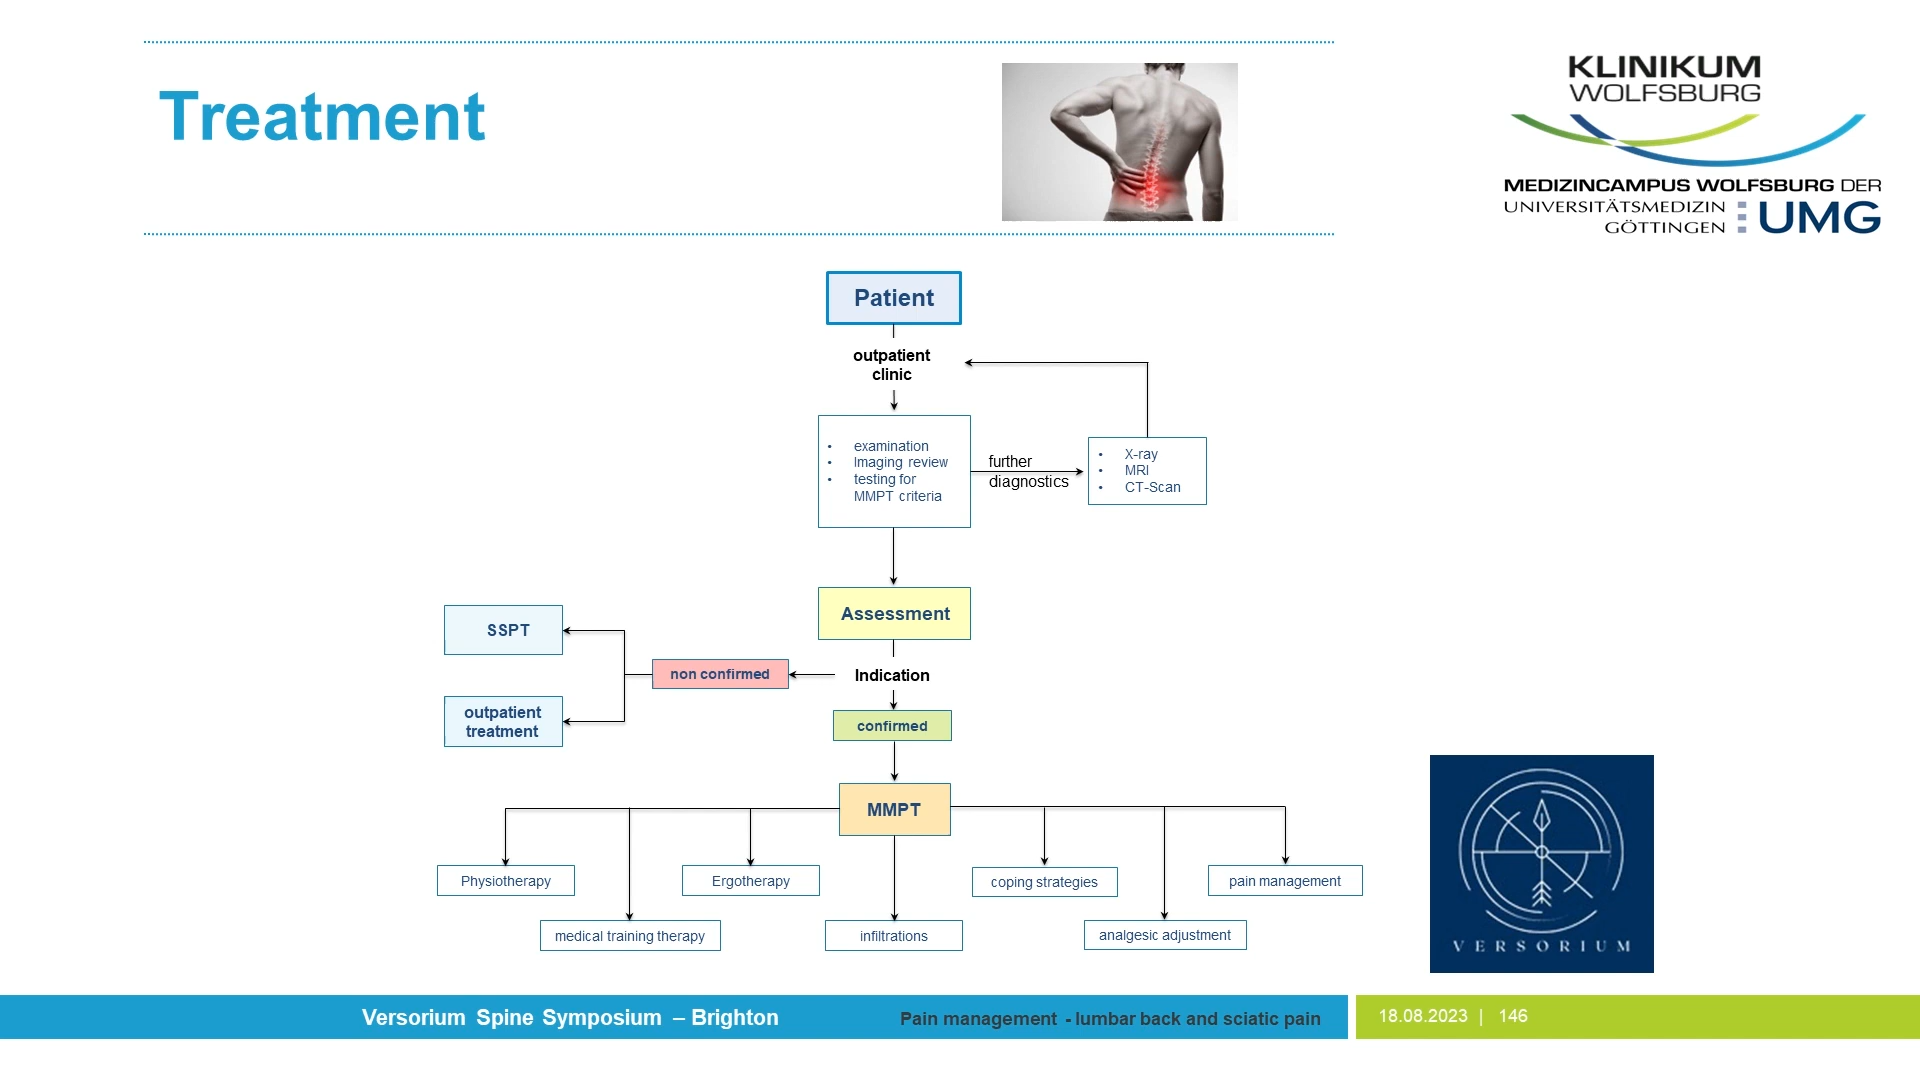 Treatment
KLINIKUM
WOLFSBURG
MEDIZINCAMPUS WOLFSBURG DER
UNIVERSITÄTSMEDIZIN
GÖTTINGEN
UMG
Patient
outpatient
clinic
• examination
• Imaging review
• testing for
MMPT criteria
further
diagnostics
• X-ray
• MRI
• CT-Scan
Assessment
SSPT
non confirmed
Indication
outpatient
treatment
confirmed
MMPT
Physiotherapy
Ergotherapy
coping strategies
pain management
medical training therapy
infiltrations
analgesic adjustment
VERSORIUM
Versorium Spine Symposium – Brighton
Pain management - lumbar back and sciatic pain
18.08.2023 | 146